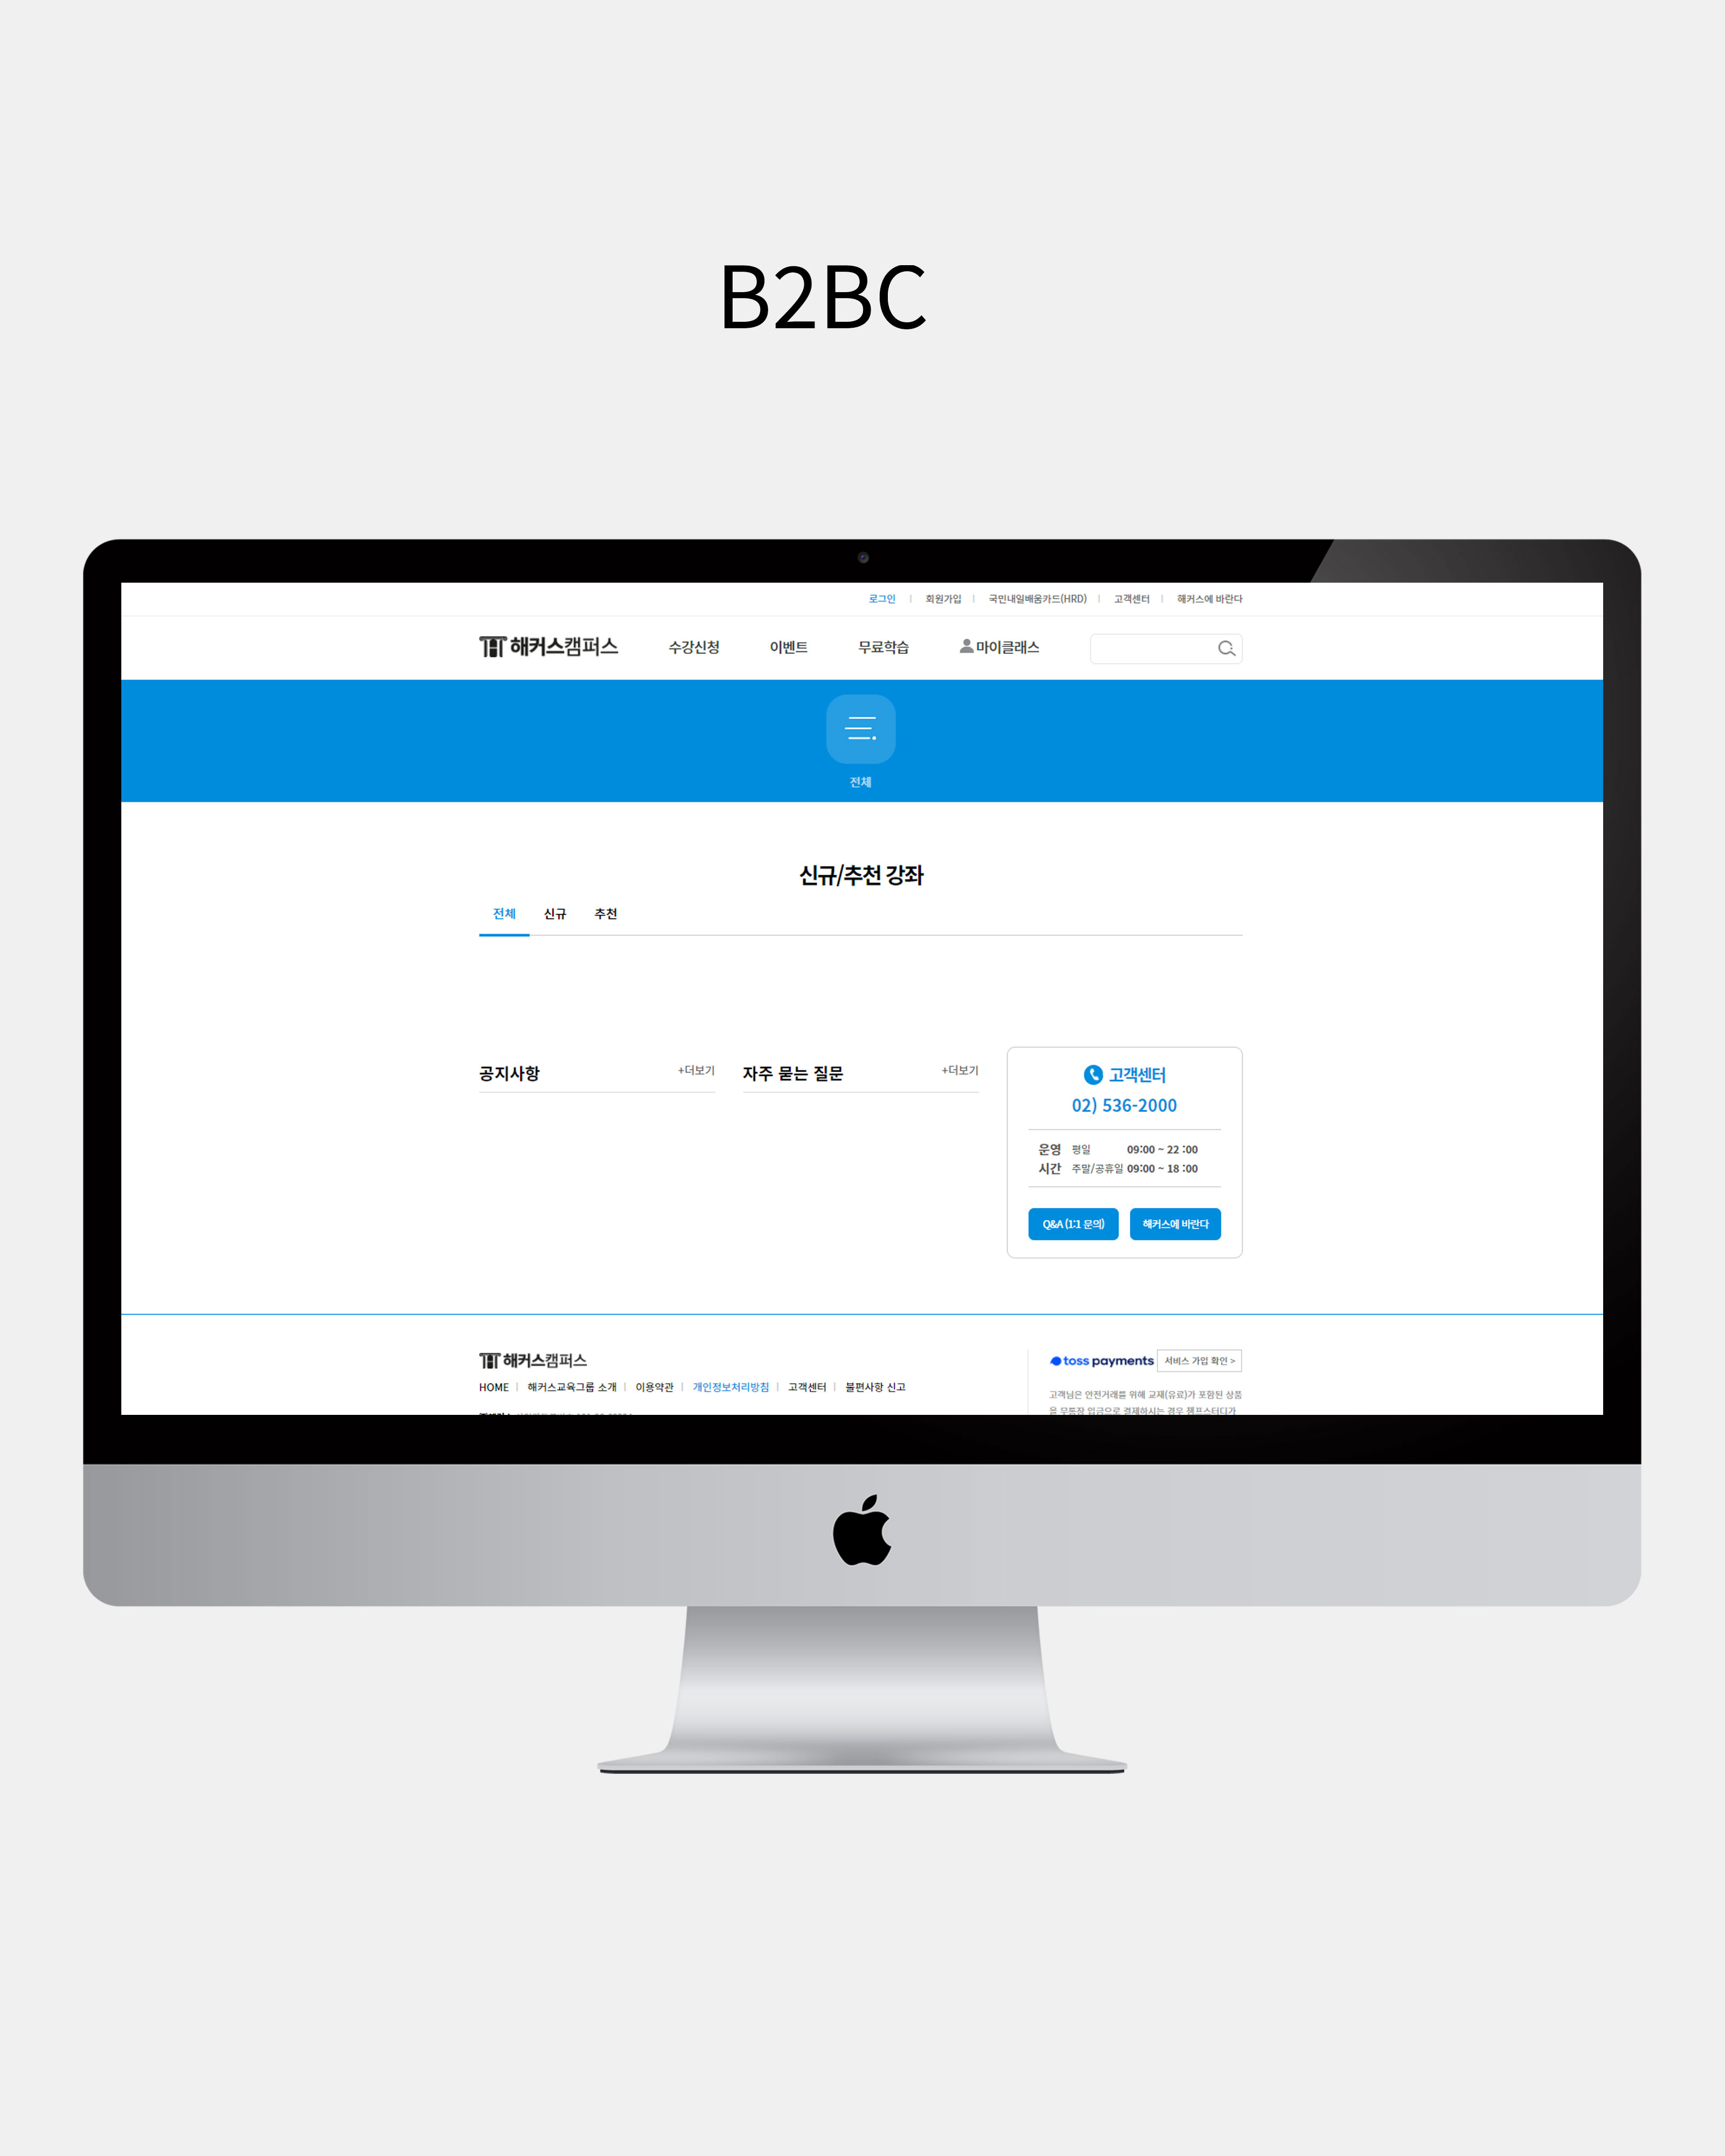 B2BC
로그인 | 회원가입 | 국민내일배움카드(HRD) | 고객센터 | 해커스에 바란다
해커스캠퍼스 수강신청 이벤트 무료학습 마이클래스
전체
신규/추천 강좌
전체 신규 추천
공지사항 +더보기
자주 묻는 질문 +더보기
고객센터
02) 536-2000
운영 평일 09:00 ~ 22 :00
시간 주말/공휴일 09:00 ~ 18 :00
Q&A (1:1 문의) 해커스에 바란다
해커스캠퍼스
HOME | 해커스교육그룹 소개 | 이용약관 | 개인정보처리방침 | 고객센터 | 불편사항 신고
toss payments 서비스 가입 확인 >
고객님은 안전거래를 위해 교재(유료)가 포함된 상품
을 무통장 입금으로 결제하시는 경우 챔프스터디가